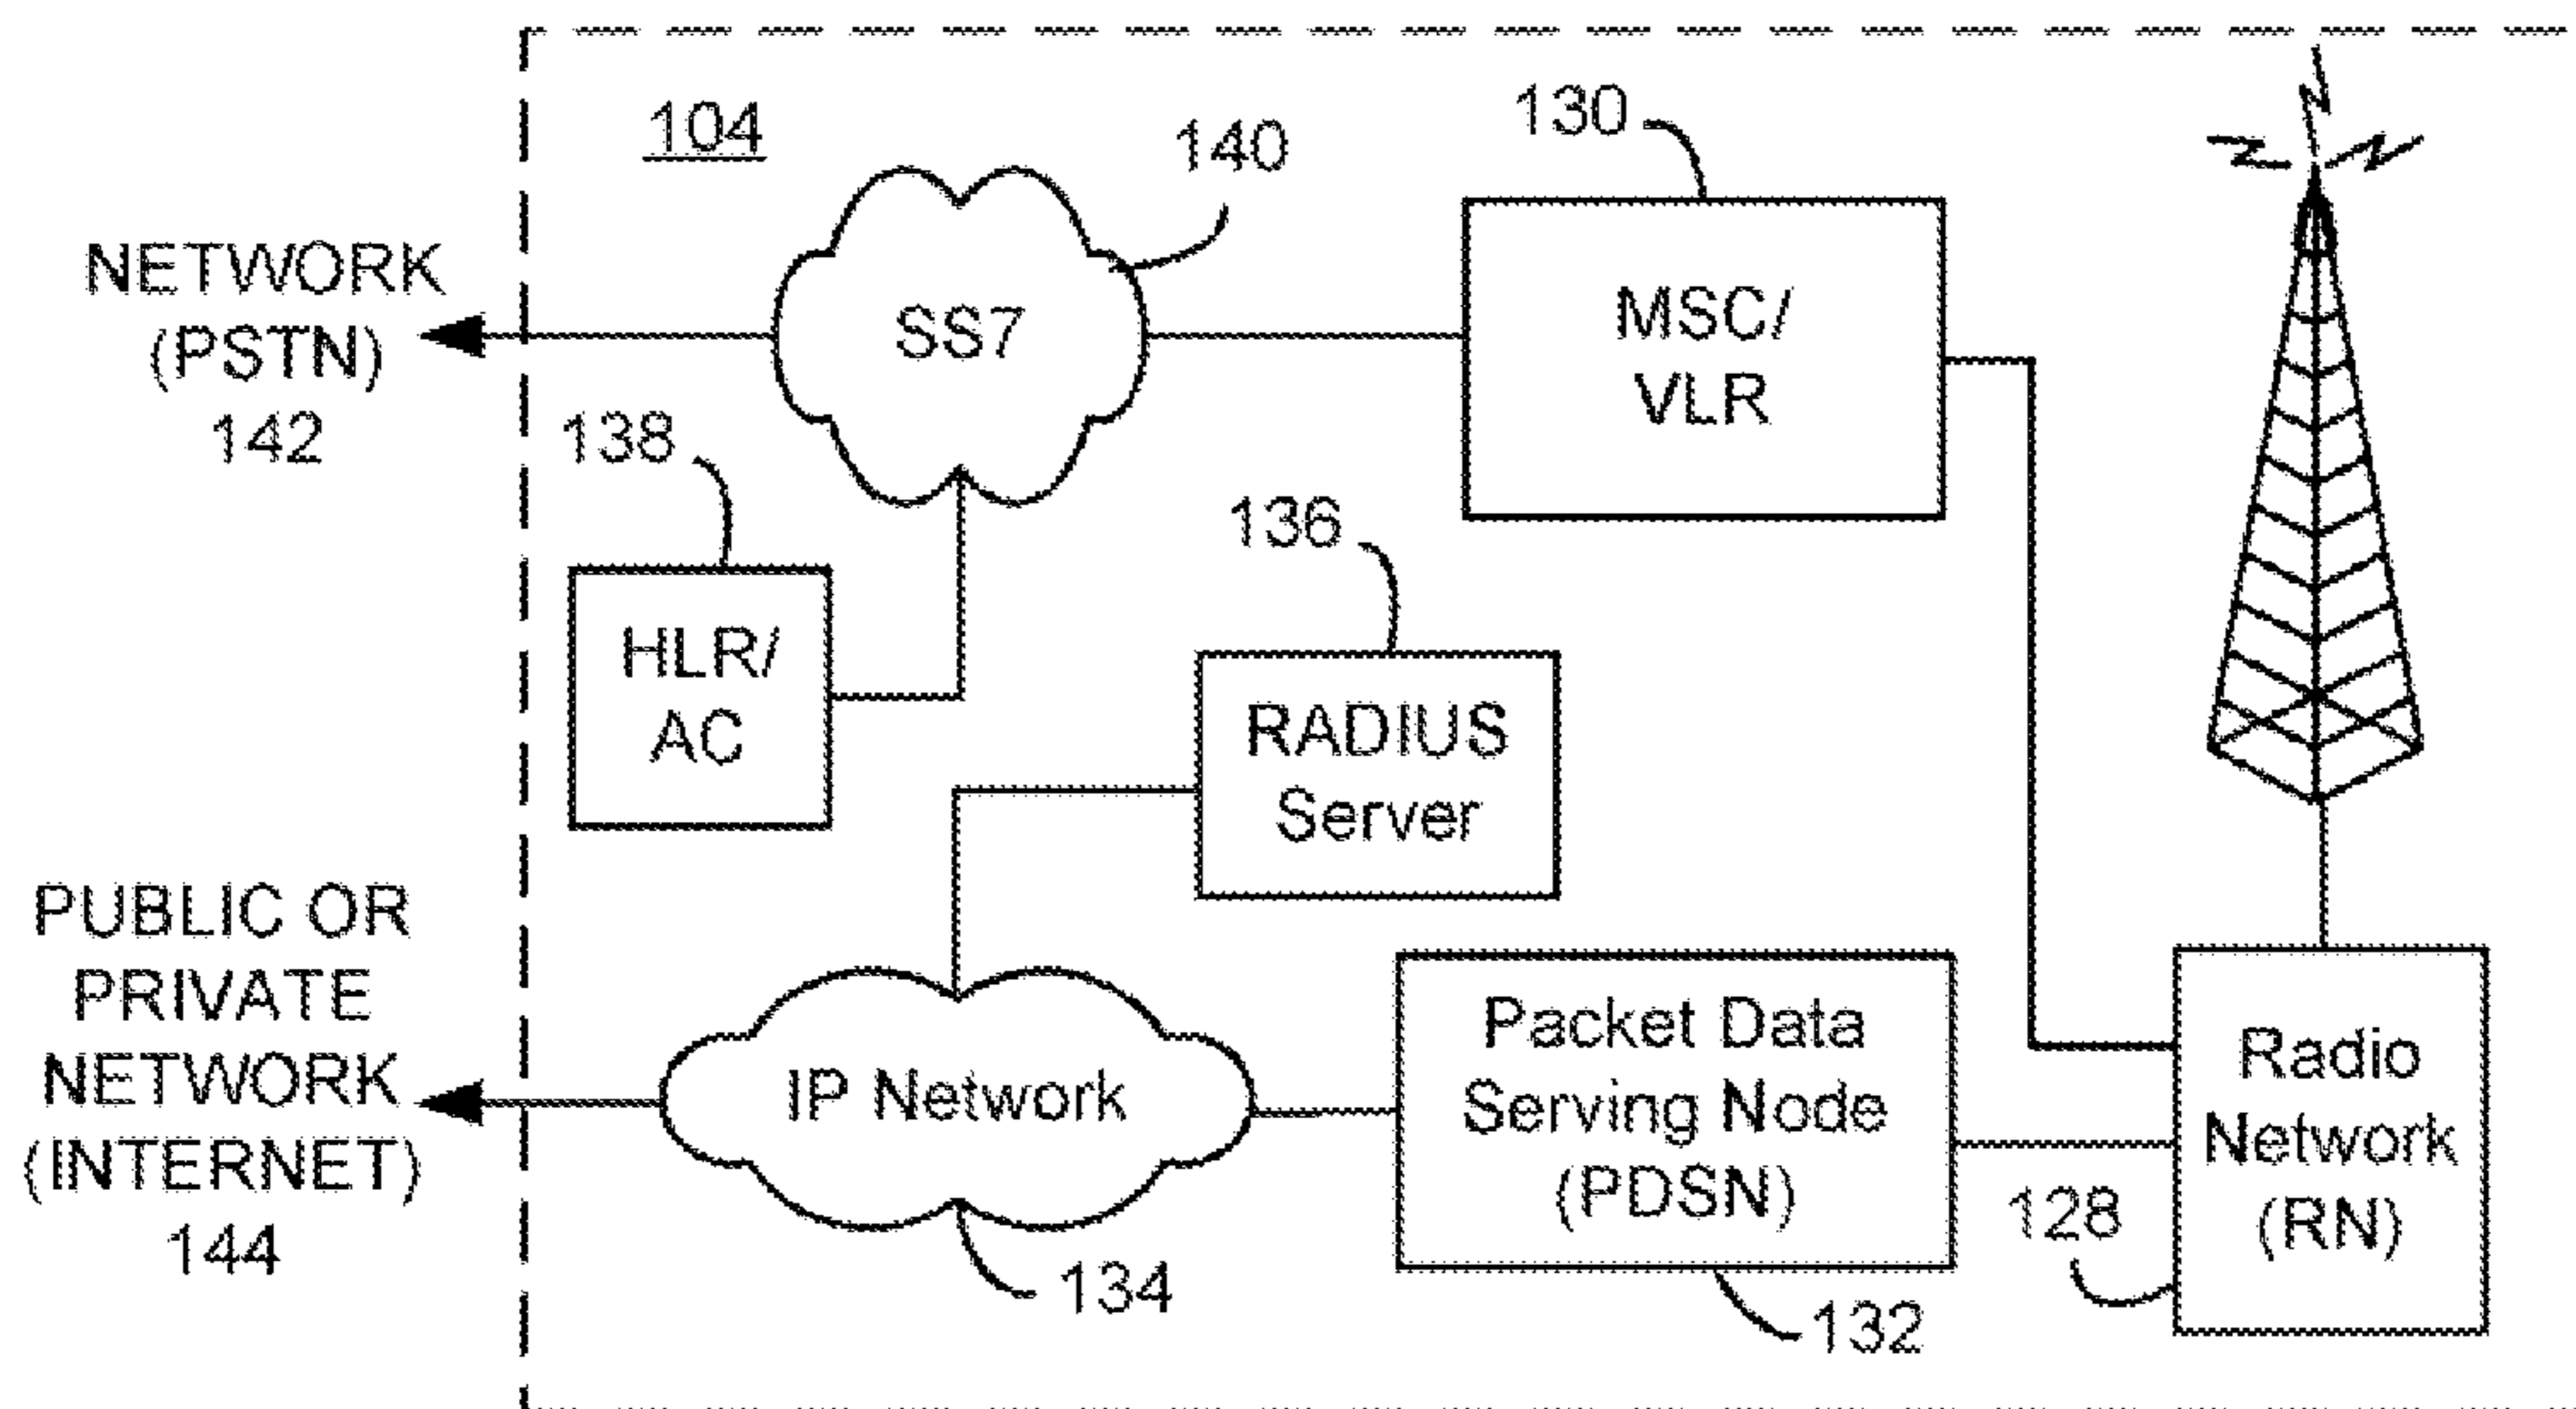 104
140
130
NETWORK
(PSTN)
142
SS7
MSC/
VLR
138
136
HLR/
AC
RADIUS
Server
PUBLIC OR
PRIVATE
NETWORK
(INTERNET)
144
IP Network
Packet Data
Serving Node
(PDSN)
Radio
Network
(RN)
128
134
132